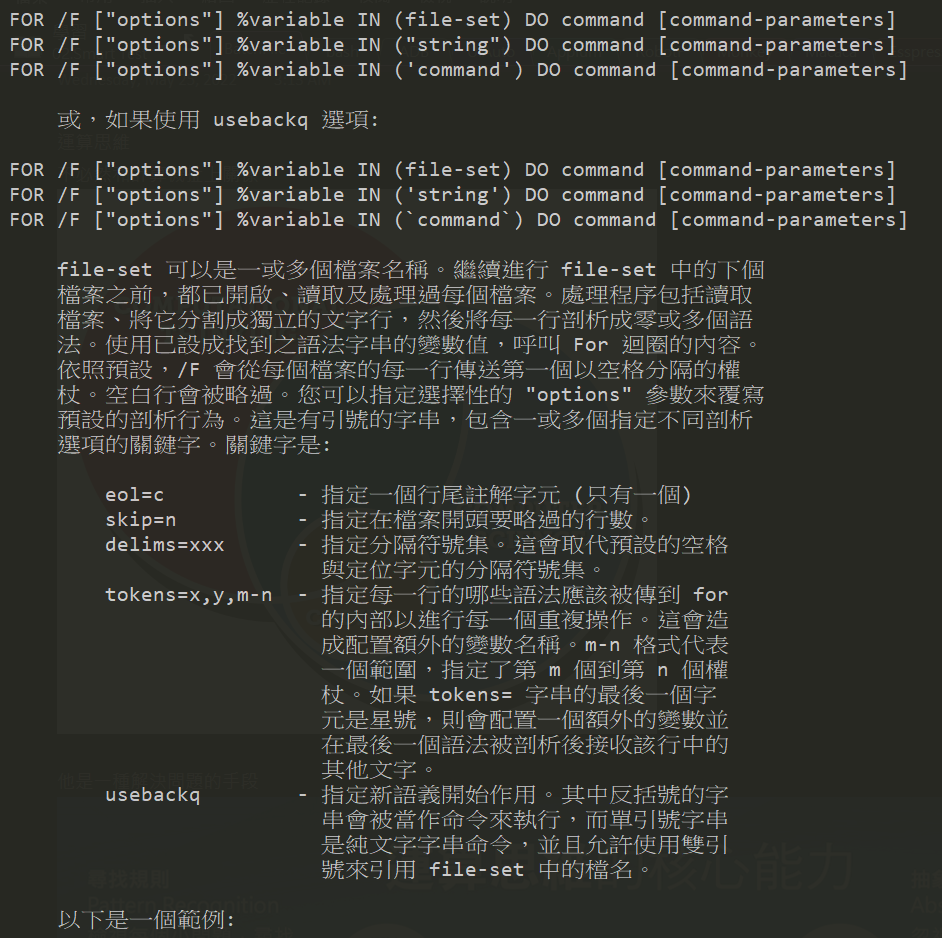 FOR /F ["options"] %variable IN (file-set) DO command [command-parameters]
FOR /F ["options"] %variable IN ("string") DO command [command-parameters]
FOR /F ["options"] %variable IN ('command') DO command [command-parameters]
或，如果使用 usebackq 選項:
FOR /F ["options"] %variable IN (file-set) DO command [command-parameters]
FOR /F ["options"] %variable IN ('string') DO command [command-parameters]
FOR /F ["options"] %variable IN (`command`) DO command [command-parameters]
file-set 可以是一或多個檔案名稱。繼續進行 file-set 中的下個
檔案之前，都已開啟、讀取及處理過每個檔案。處理程序包括讀取
檔案、將它分割成獨立的文字行，然後將每一行剖析成零或多個語
法。使用已設成找到之語法字串的變數值，呼叫 For 迴圈的內容。
依照預設，/F 會從每個檔案的每一行傳送第一個以空格分隔的權
杖。空白行會被略過。您可以指定選擇性的 "options" 參數來覆寫
預設的剖析行為。這是有引號的字串，包含一或多個指定不同剖析
選項的關鍵字。關鍵字是:
eol=c - 指定一個行尾註解字元 (只有一個)
skip=n - 指定在檔案開頭要略過的行數。
delims=xxx - 指定分隔符號集。這會取代預設的空格
與定位字元的分隔符號集。
tokens=x,y,m-n - 指定每一行的哪些語法應該被傳到 for
的內部以進行每一個重複操作。這會造
成配置額外的變數名稱。m-n 格式代表
一個範圍，指定了第 m 個到第 n 個權
杖。如果 tokens= 字串的最後一個字
元是星號，則會配置一個額外的變數並
在最後一個語法被剖析後接收該行中的
其他文字。
usebackq - 指定新語義開始作用。其中反括號的字
串會被當作命令來執行，而單引號字串
是純文字字串命令，並且允許使用雙引
號來引用 file-set 中的檔名。
以下是一個範例: